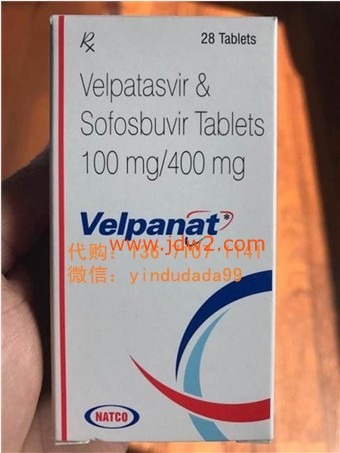 Rx
28 Tablets
Velpatasvir &
Sofosbuvir Tablets
100 mg/400 mg
Velpanat*
www.jdw2.com
代购:
微信: yindudada99
NATCO